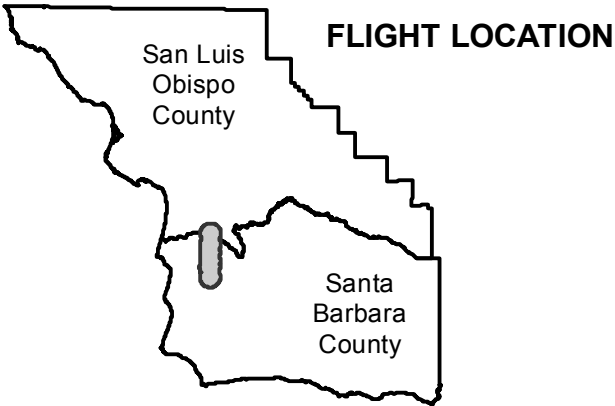 FLIGHT LOCATION
San Luis
Obispo
County
Santa
Barbara
County